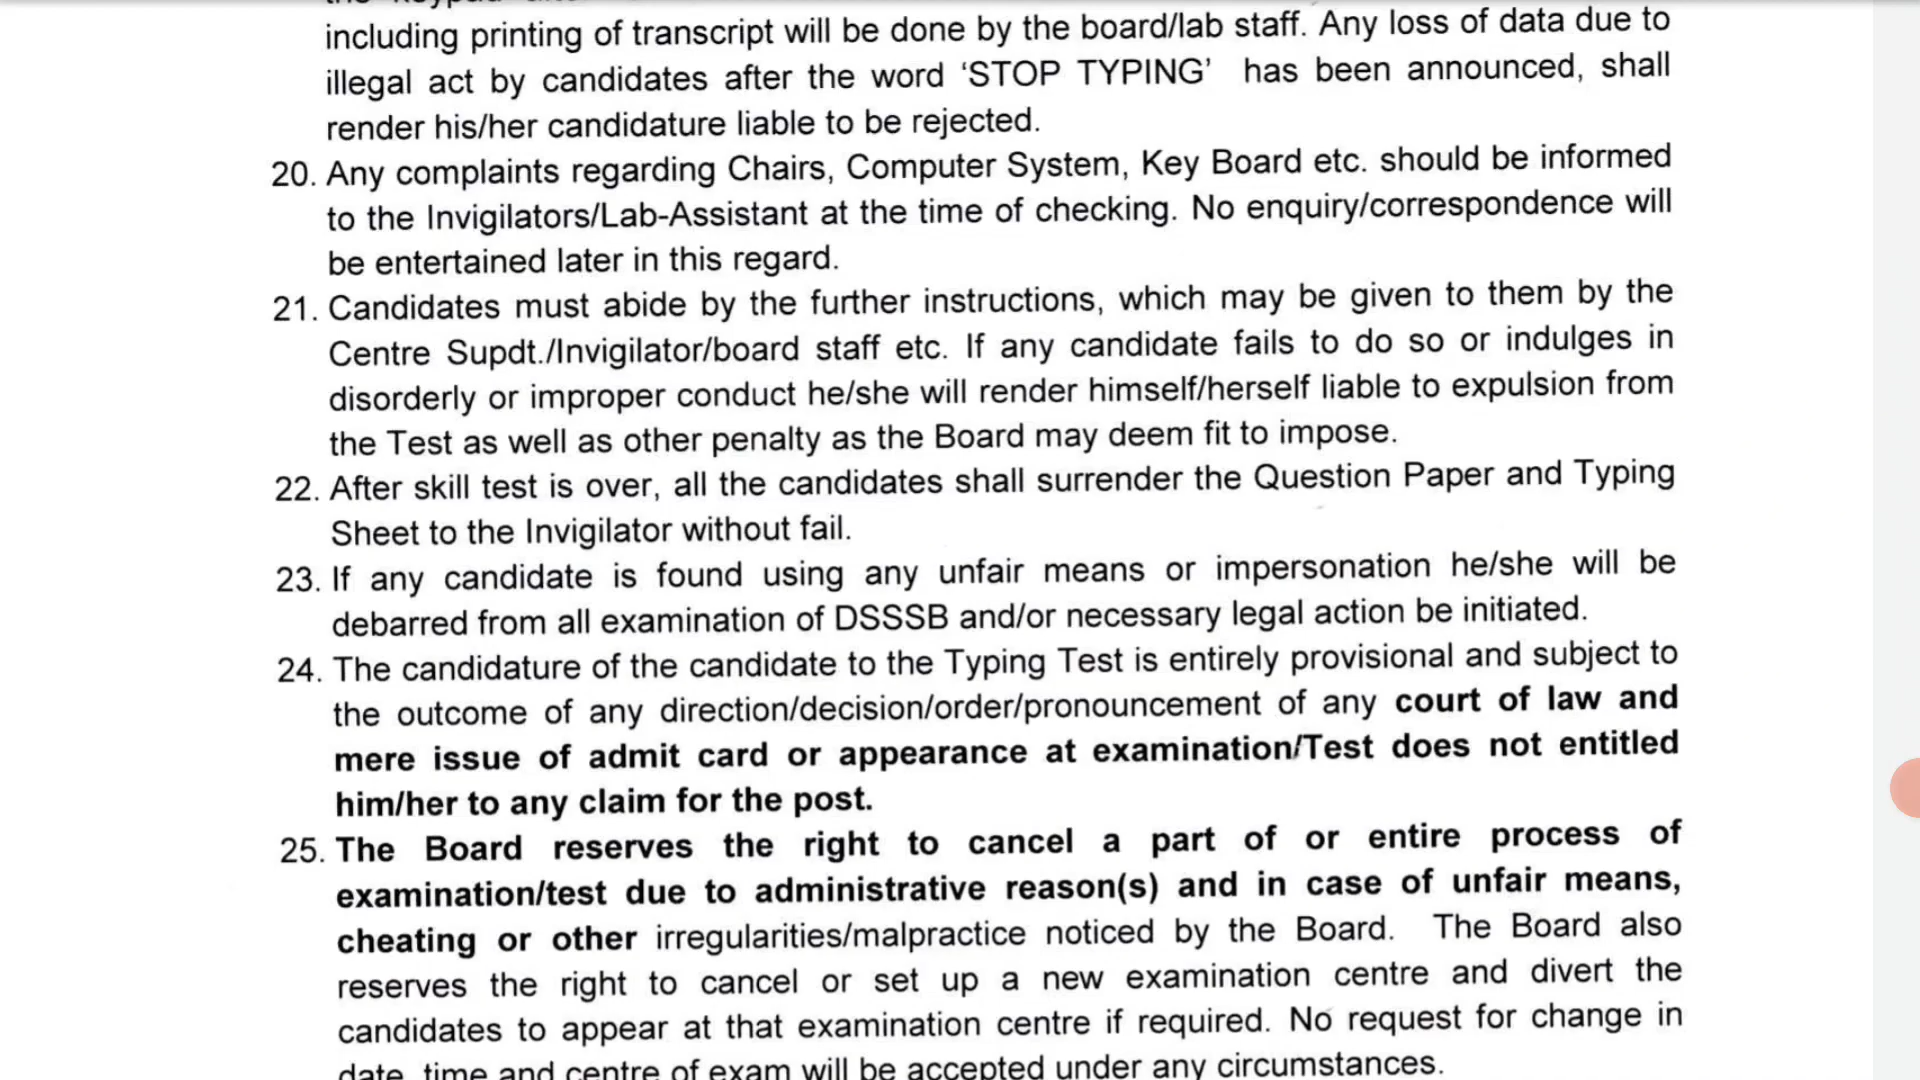 including printing of transcript will be done by the board/lab staff. Any loss of data due to
illegal act by candidates after the word ‘STOP TYPING’ has been announced, shall
render his/her candidature liable to be rejected.
20. Any complaints regarding Chairs, Computer System, Key Board etc. should be informed
to the Invigilators/Lab-Assistant at the time of checking. No enquiry/correspondence will
be entertained later in this regard.
21. Candidates must abide by the further instructions, which may be given to them by the
Centre Supdt./Invigilator/board staff etc. If any candidate fails to do so or indulges in
disorderly or improper conduct he/she will render himself/herself liable to expulsion from
the Test as well as other penalty as the Board may deem fit to impose.
22. After skill test is over, all the candidates shall surrender the Question Paper and Typing
Sheet to the Invigilator without fail.
23. If any candidate is found using any unfair means or impersonation he/she will be
debarred from all examination of DSSSB and/or necessary legal action be initiated.
24. The candidature of the candidate to the Typing Test is entirely provisional and subject to
the outcome of any direction/decision/order/pronouncement of any court of law and
mere issue of admit card or appearance at examination/Test does not entitled
him/her to any claim for the post.
25. The Board reserves the right to cancel a part of or entire process of
examination/test due to administrative reason(s) and in case of unfair means,
cheating or other irregularities/malpractice noticed by the Board. The Board also
reserves the right to cancel or set up a new examination centre and divert the
candidates to appear at that examination centre if required. No request for change in
date, time and centre of exam will be accepted under any circumstances.